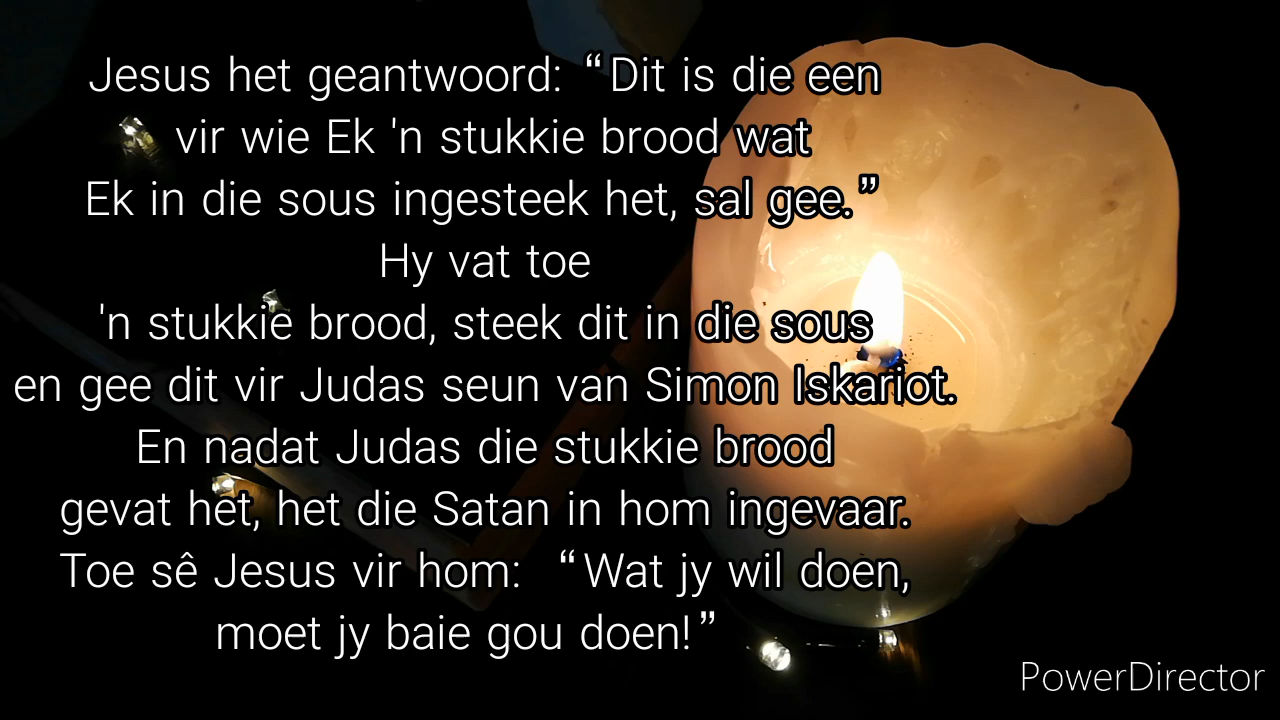 Jesus het geantwoord: “Dit is die een
vir wie Ek 'n stukkie brood wat
Ek in die sous ingesteek het, sal gee.”
Hy vat toe
'n stukkie brood, steek dit in die sous
en gee dit vir Judas seun van Simon Iskariot.
En nadat Judas die stukkie brood
gevat het, het die Satan in hom ingevaar.
Toe sê Jesus vir hom: “Wat jy wil doen,
moet jy baie gou doen!”
PowerDirector